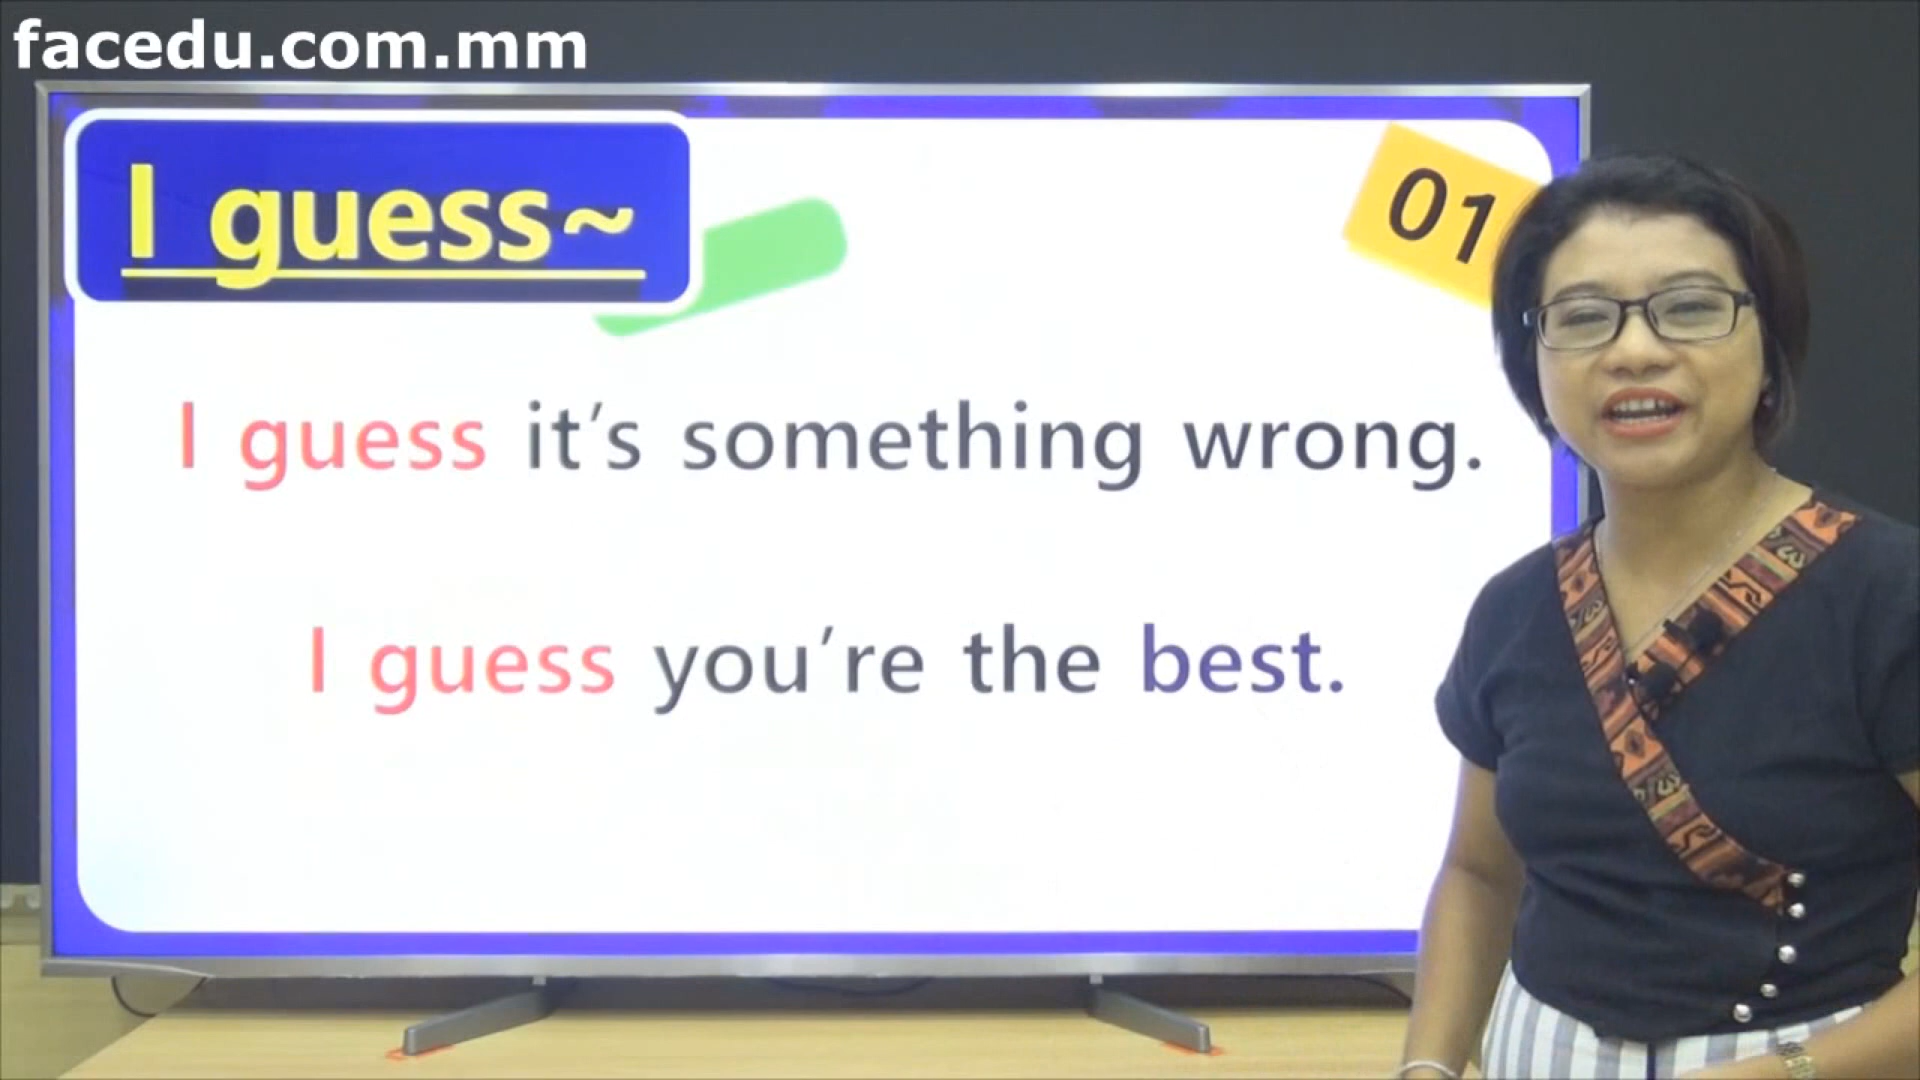 facedu.com.mm
I guess~
01
I guess it’s something wrong.
I guess you’re the best.